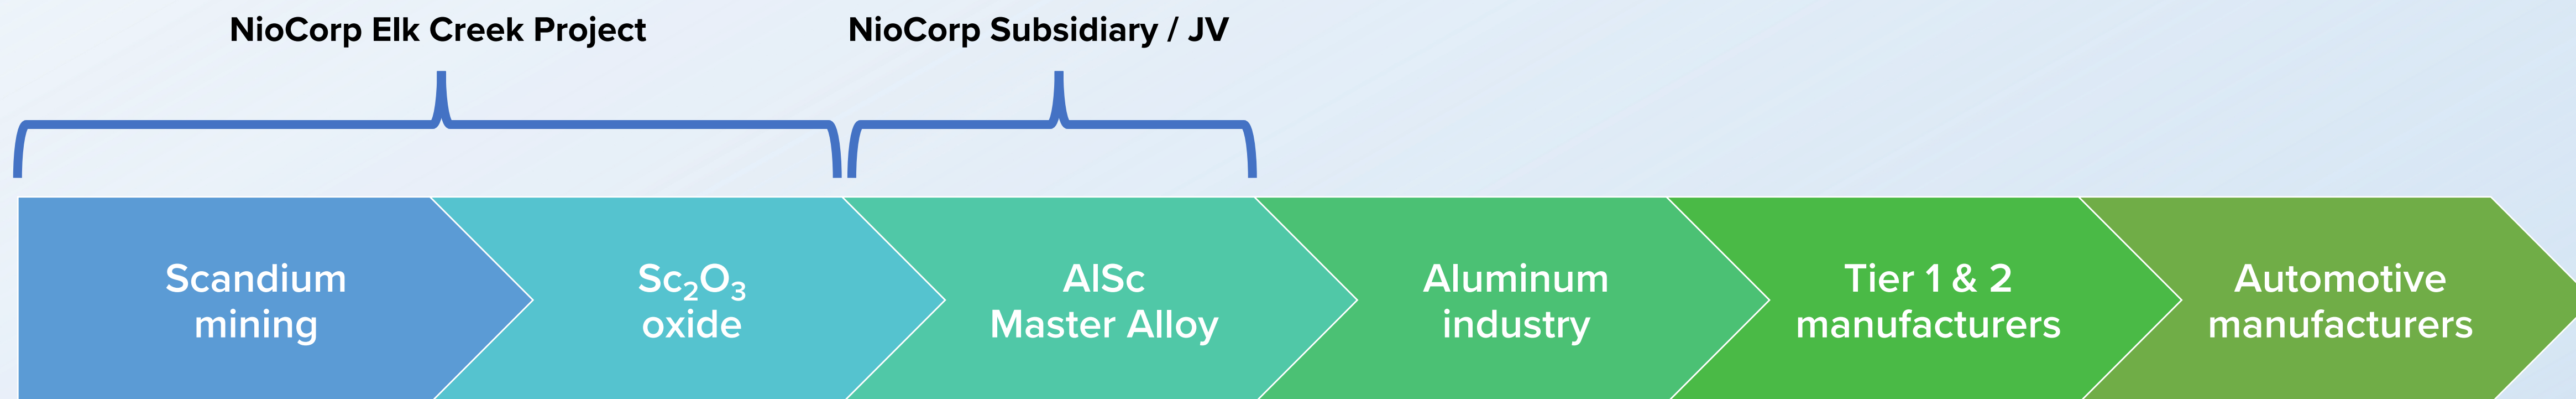 NioCorp Elk Creek Project
NioCorp Subsidiary / JV
Scandium
mining
Sc₂O₃
oxide
AlSc
Master Alloy
Aluminum
industry
Tier 1 & 2
manufacturers
Automotive
manufacturers